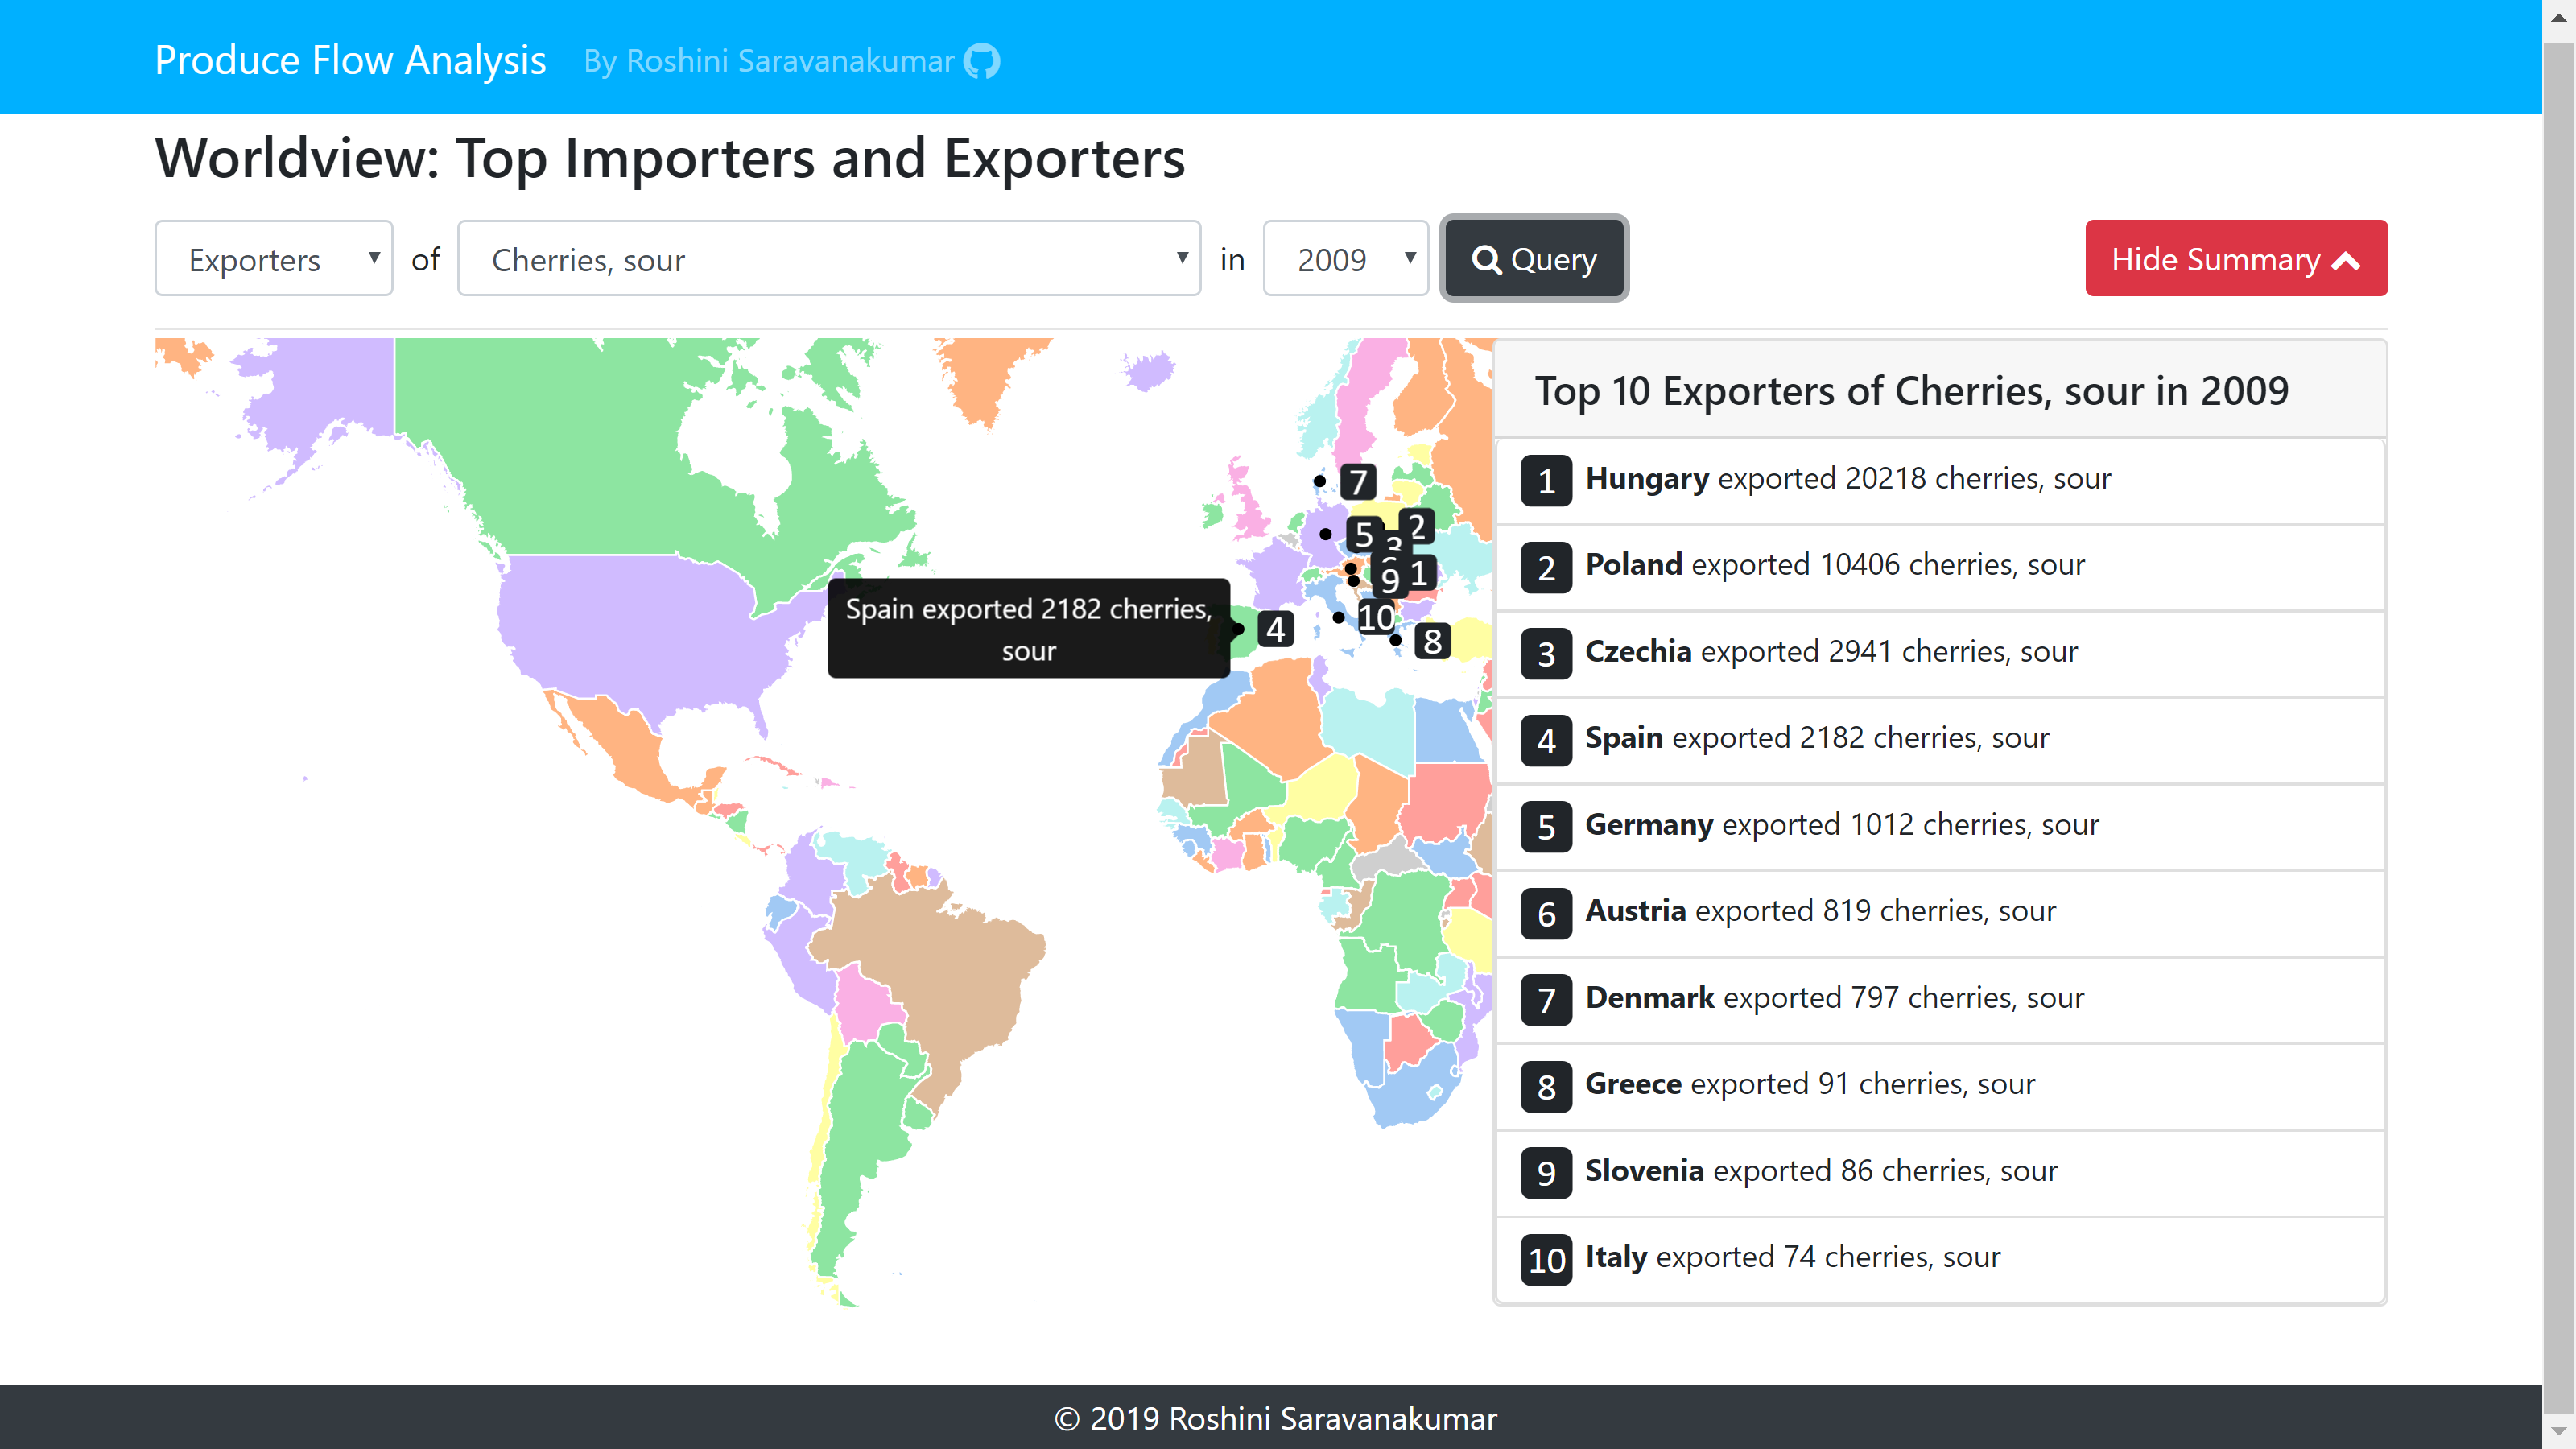 Produce Flow Analysis By Roshini Saravanakumar
Worldview: Top Importers and Exporters
Exporters of Cherries, sour in 2009 Query Hide Summary
7
5
2
3
9
1
10
4
8
Spain exported 2182 cherries,
sour
Top 10 Exporters of Cherries, sour in 2009
1 Hungary exported 20218 cherries, sour
2 Poland exported 10406 cherries, sour
3 Czechia exported 2941 cherries, sour
4 Spain exported 2182 cherries, sour
5 Germany exported 1012 cherries, sour
6 Austria exported 819 cherries, sour
7 Denmark exported 797 cherries, sour
8 Greece exported 91 cherries, sour
9 Slovenia exported 86 cherries, sour
10 Italy exported 74 cherries, sour
© 2019 Roshini Saravanakumar